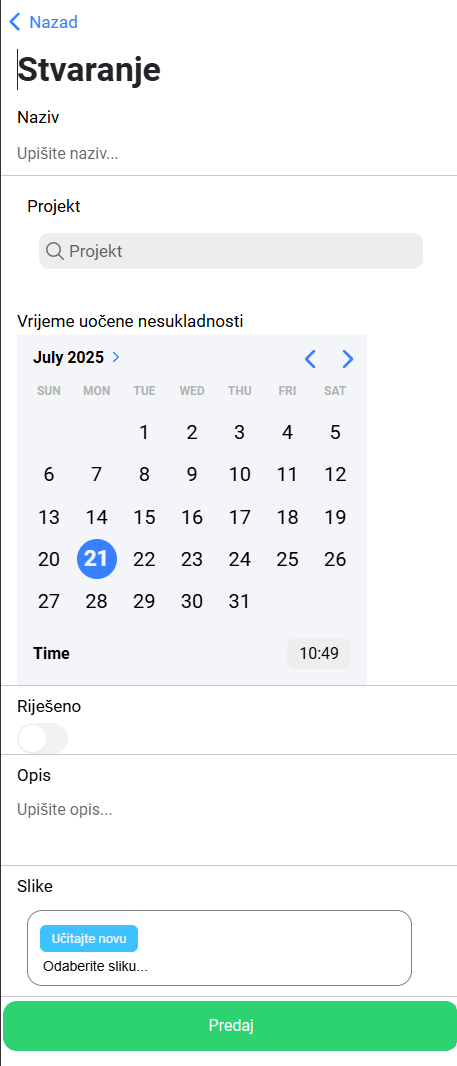 Nazad
Stvaranje
Naziv
Upišite naziv...
Projekt
Projekt
Vrijeme uočene nesukladnosti
July 2025
SUN MON TUE WED THU FRI SAT
1 2 3 4 5
6 7 8 9 10 11 12
13 14 15 16 17 18 19
20 21 22 23 24 25 26
27 28 29 30 31
Time 10:49
Riješeno
Opis
Upišite opis...
Slike
Učitajte novu
Odaberite sliku...
Predaj